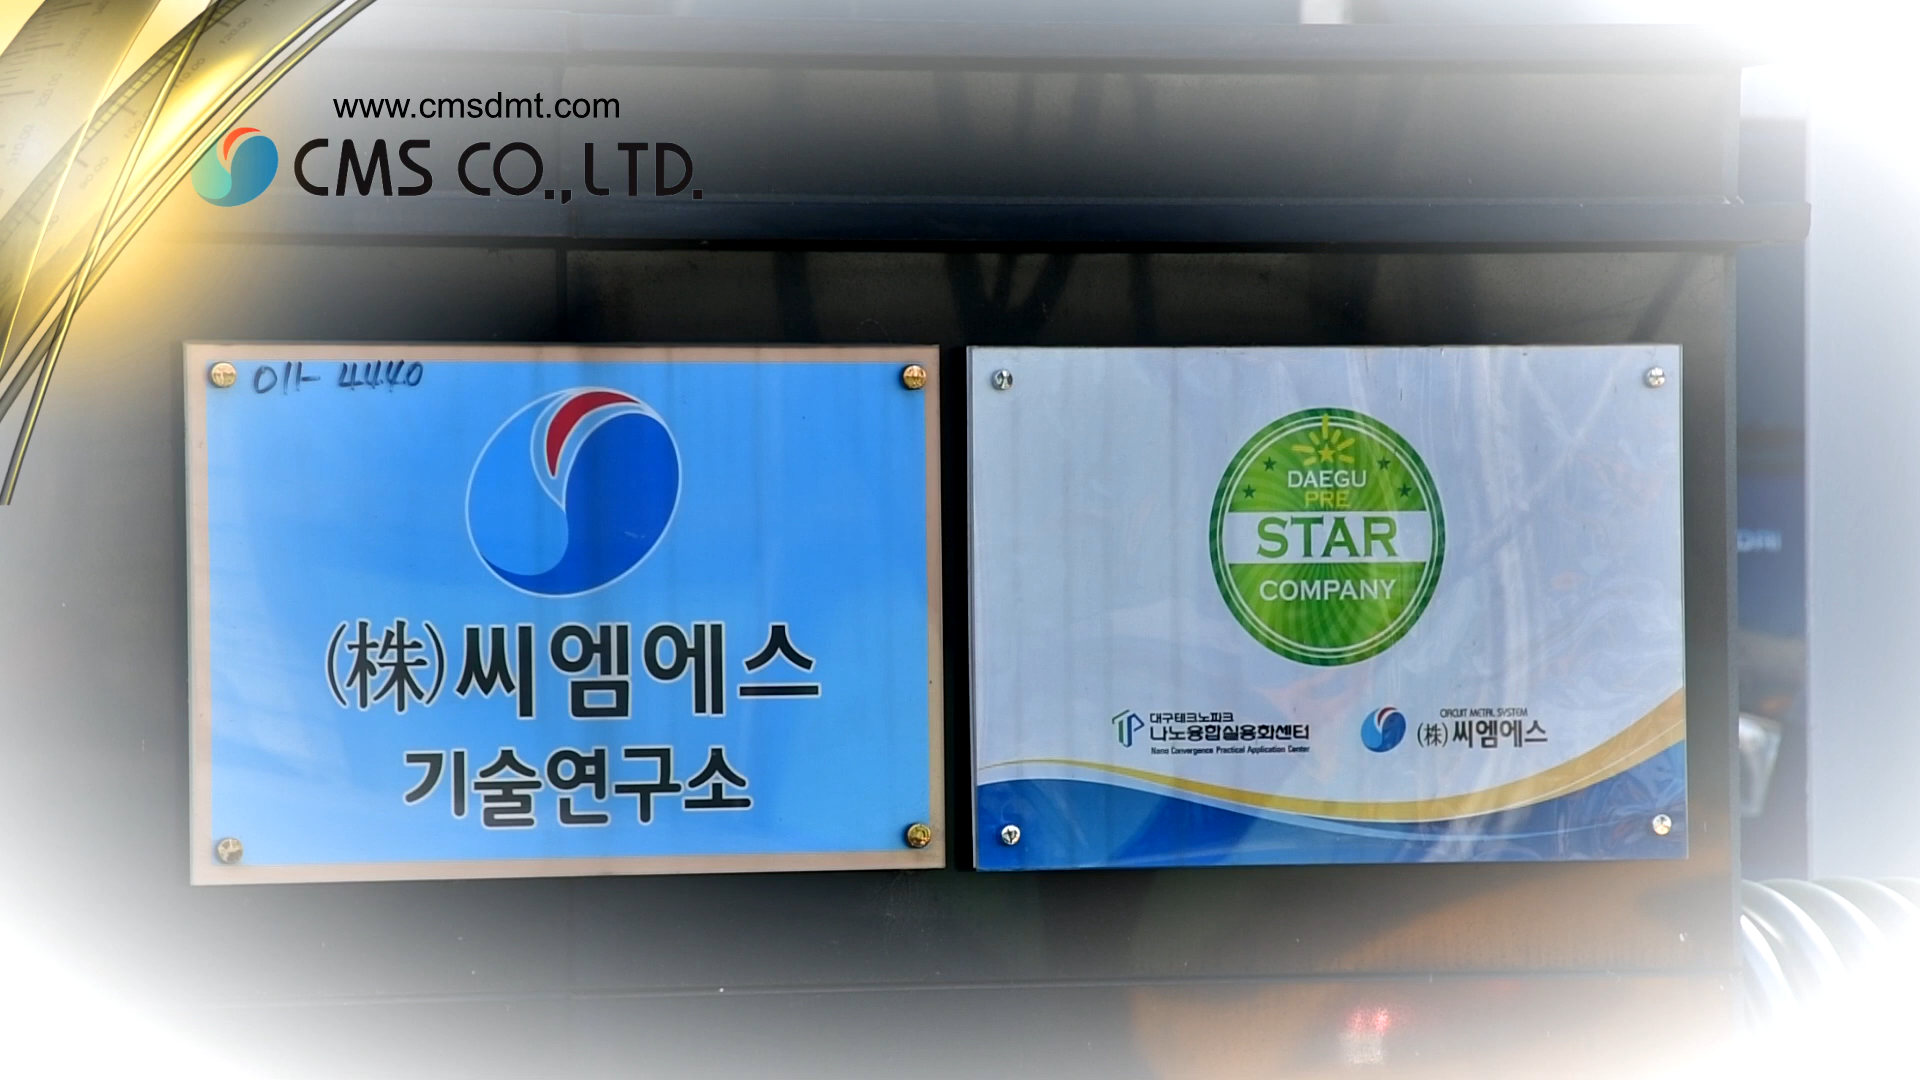 www.cmsdmt.com
CMS CO.,LTD.
011-4440
(株)씨엠에스
기술연구소
DAEGU
PRE
STAR
COMPANY
대구테크노파크
나노융합실용화센터
Nano Convergence Practical Application Center
CIRCUIT METAL SYSTEM
(株)씨엠에스